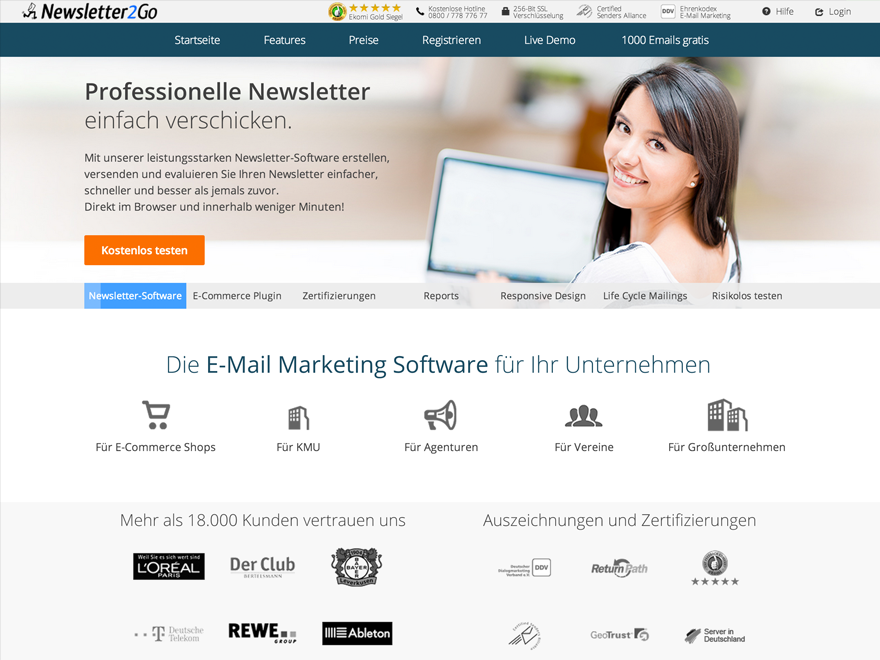 Newsletter2Go
Ekomi Gold Siegel
Kostenlose Hotline
0800 / 778 776 77
256-Bit SSL
Verschlüsselung
Certified
Senders Alliance
DDV
Ehrenkodex
E-Mail Marketing
Hilfe
Login
Startseite Features Preise Registrieren Live Demo 1000 Emails gratis
Professionelle Newsletter
einfach verschicken.
Mit unserer leistungsstarken Newsletter-Software erstellen,
versenden und evaluieren Sie Ihren Newsletter einfacher,
schneller und besser als jemals zuvor.
Direkt im Browser und innerhalb weniger Minuten!
Kostenlos testen
Newsletter-Software E-Commerce Plugin Zertifizierungen Reports Responsive Design Life Cycle Mailings Risikolos testen
Die E-Mail Marketing Software für Ihr Unternehmen
Für E-Commerce Shops Für KMU Für Agenturen Für Vereine Für Großunternehmen
Mehr als 18.000 Kunden vertrauen uns
Weil Sie es sich wert sind
L'ORÉAL
PARIS
Der Club
BERTELSMANN
1904
BAYER
Leverkusen
Deutsche
Telekom
REWE
GROUP
Ableton
Auszeichnungen und Zertifizierungen
Deutscher
Dialogmarketing
Verband e.V.
DDV
ReturnPath
GeoTrust
Server in
Deutschland